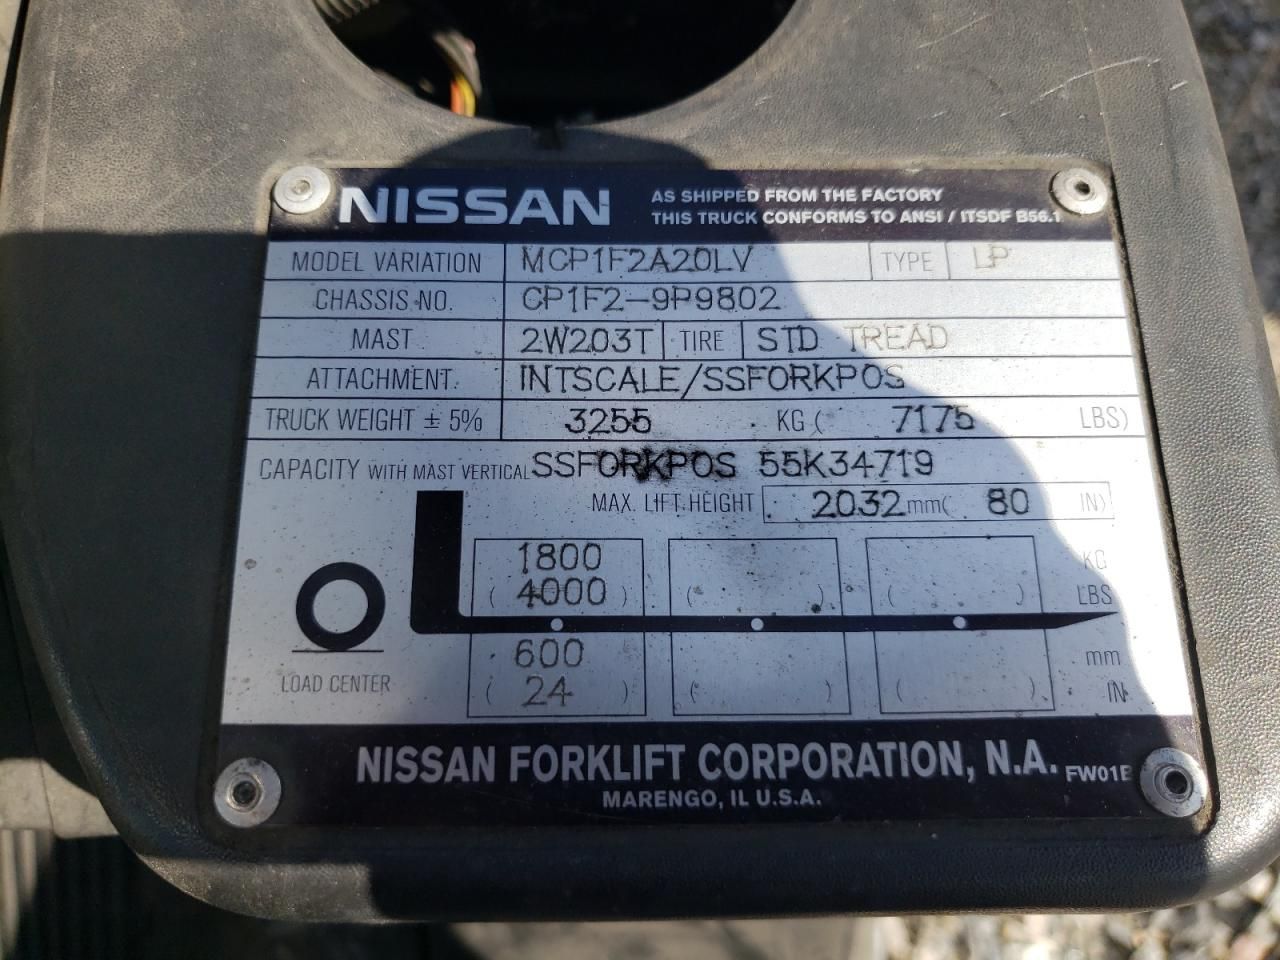 NISSAN AS SHIPPED FROM THE FACTORY
THIS TRUCK CONFORMS TO ANSI / ITSDF B56.1
MODEL VARIATION MCP1F2A20LV TYPE LP
CHASSIS NO. CP1F2-9P9802
MAST 2W203T TIRE STD TREAD
ATTACHMENT. INTSCALE/SSFORKPOS
TRUCK WEIGHT ± 5% 3255 KG ( 7175 LBS)
CAPACITY WITH MAST VERTICAL SSFORKPOS 55K34719
MAX. LIFT HEIGHT 2032 mm( 80 IN)
1800 KG
( 4000 ) ( ) ( ) LBS
600 mm
LOAD CENTER ( 24 ) ( ) ( ) IN
NISSAN FORKLIFT CORPORATION, N.A. FW01E
MARENGO, IL U.S.A.